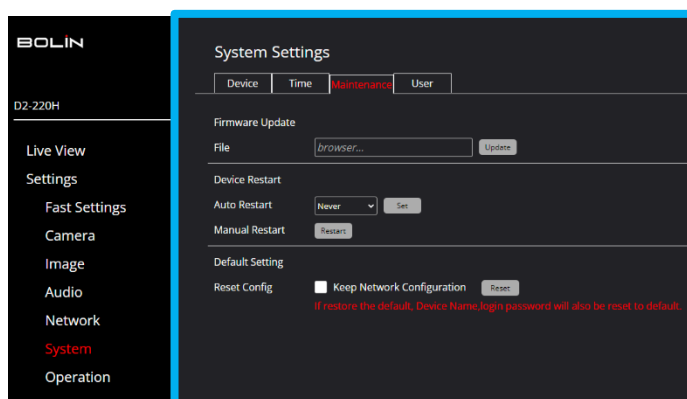 BOLIN
D2-220H
Live View
Settings
Fast Settings
Camera
Image
Audio
Network
System
Operation
System Settings
Device Time Maintenance User
Firmware Update
File browser... Update
Device Restart
Auto Restart Never Set
Manual Restart Restart
Default Setting
Reset Config Keep Network Configuration Reset
If restore the default, Device Name,login password will also be reset to default.